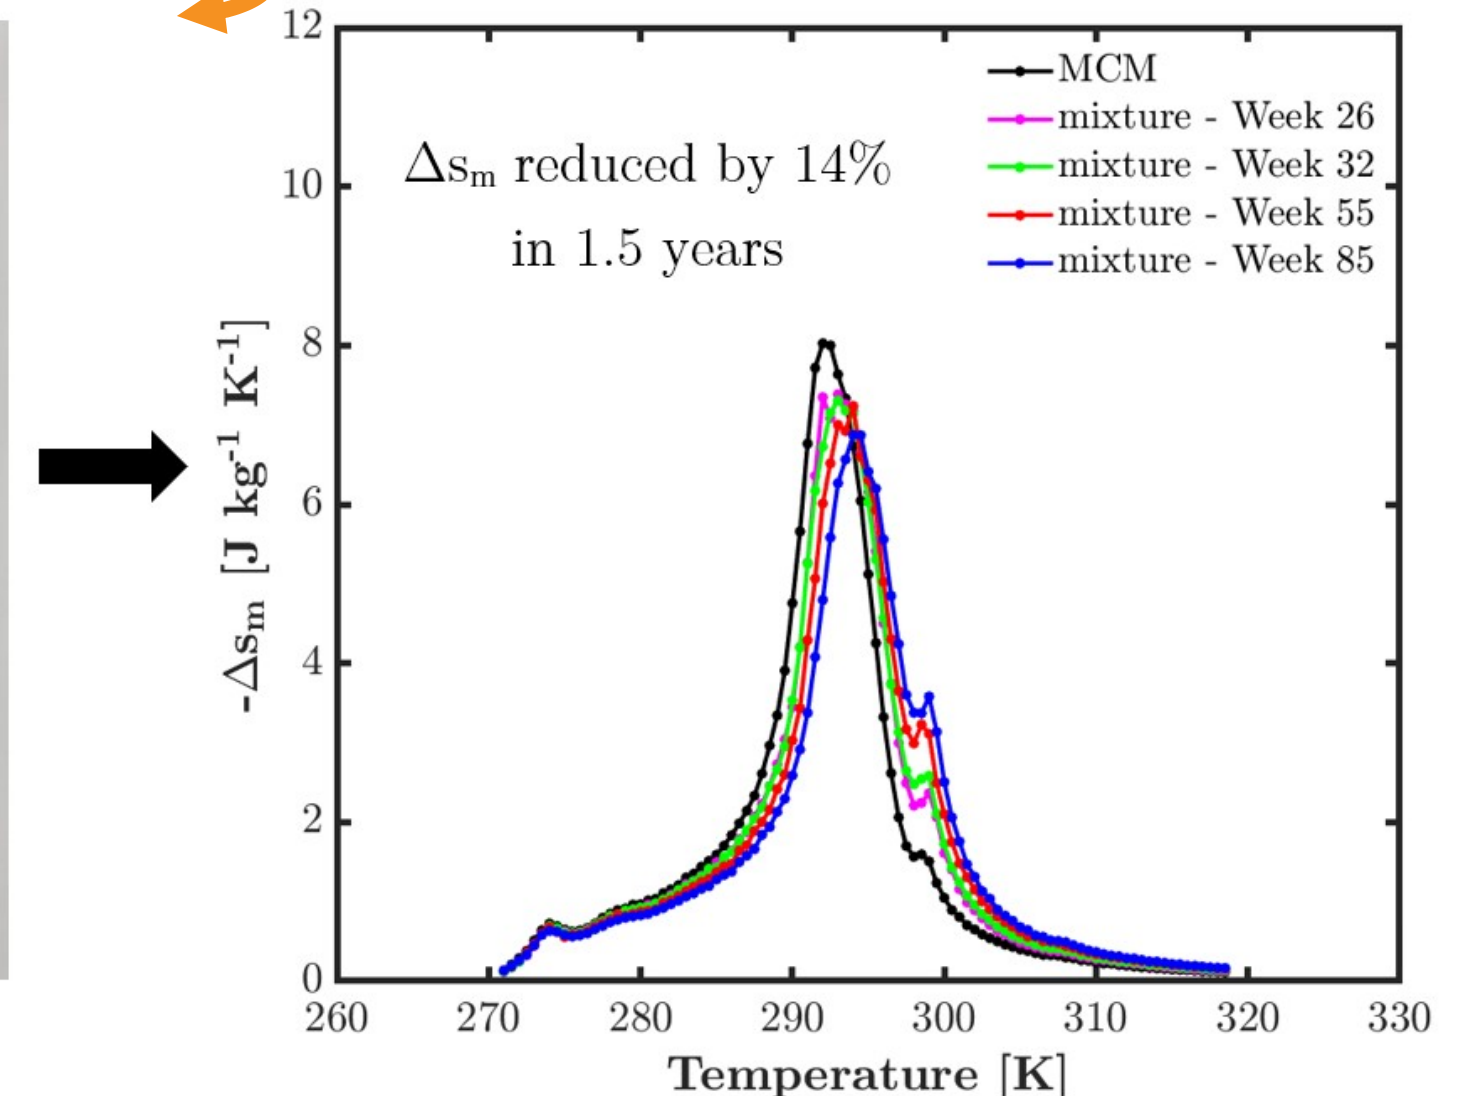 12
10
8
6
4
2
0
260 270 280 290 300 310 320 330
-Δsₘ [J kg⁻¹ K⁻¹]
Temperature [K]
Δsₘ reduced by 14%
in 1.5 years
MCM
mixture - Week 26
mixture - Week 32
mixture - Week 55
mixture - Week 85